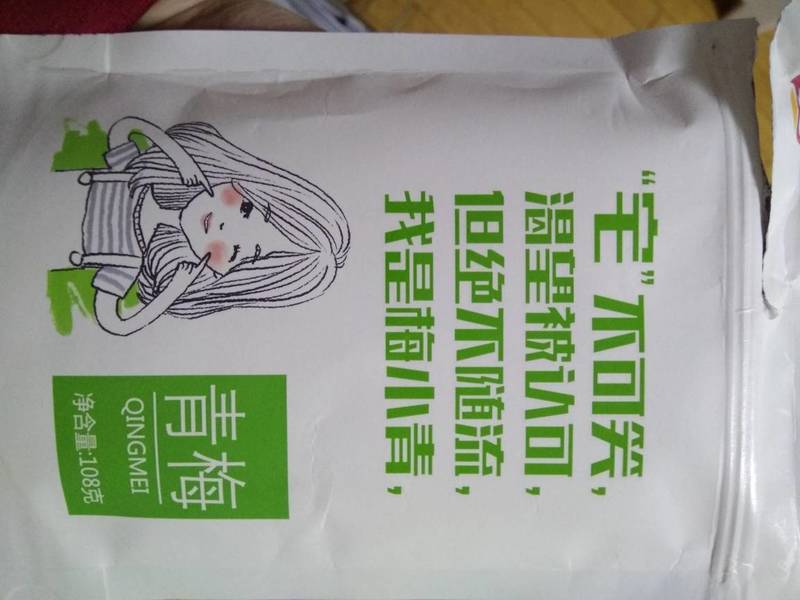 “宅”不可笑，
渴望被认可，
但绝不随流，
我是梅小青，
青梅
QINGMEI
净含量:108克